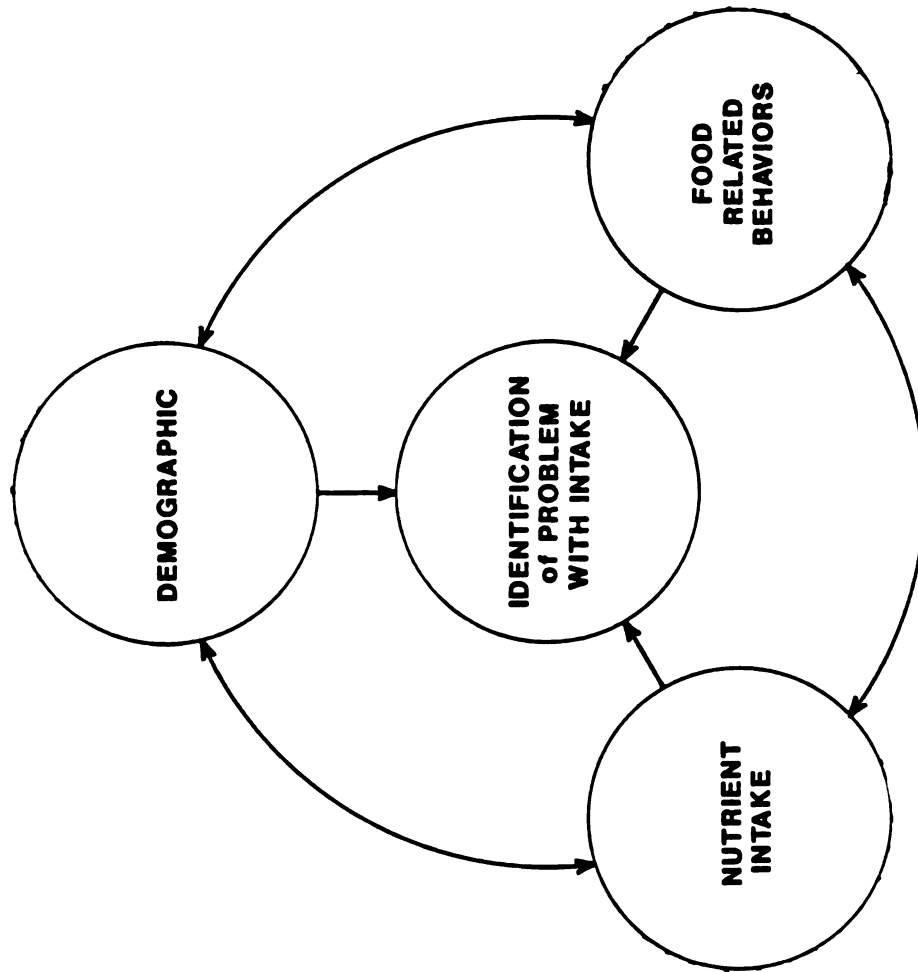 DEMOGRAPHIC
IDENTIFICATION
of PROBLEM
WITH INTAKE
FOOD
RELATED
BEHAVIORS
NUTRIENT
INTAKE